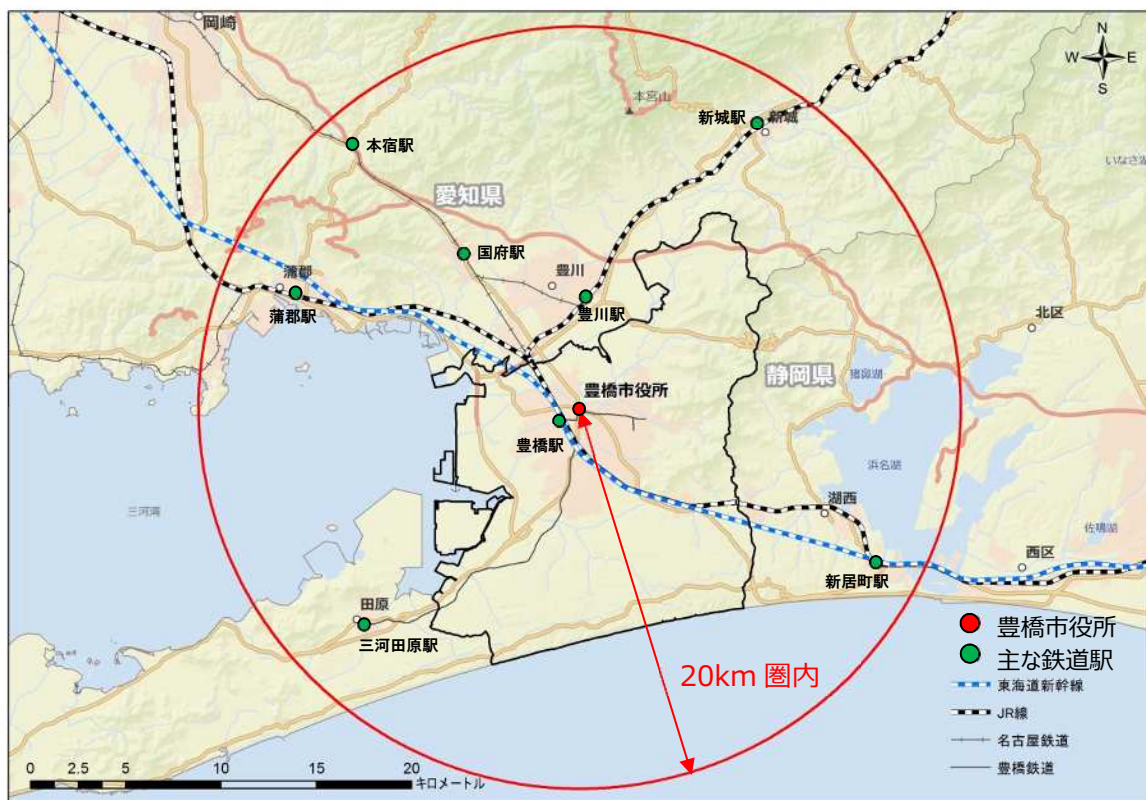 岡崎
N
W
E
S
本宮山
新城駅
新城
本宿駅
いなさ湖
愛知県
国府駅
豊川
蒲郡
豊川駅
蒲郡駅
北区
静岡県
猪鼻湖
豊橋市役所
豊橋駅
浜名湖
湖西
三河湾
佐鳴湖
西区
新居町駅
田原
三河田原駅
豊橋市役所
主な鉄道駅
20km 圏内
東海道新幹線
JR線
名古屋鉄道
豊橋鉄道
0 2.5 5 10 15 20
キロメートル